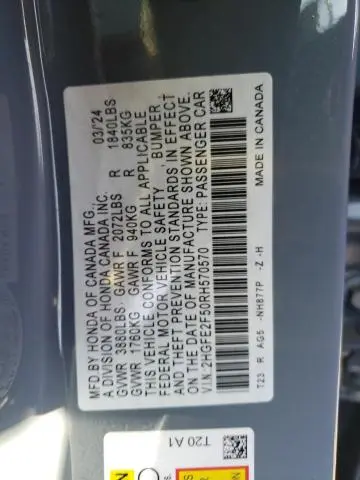 MFD BY HONDA OF CANADA MFG., 03/24
A DIVISION OF HONDA CANADA INC.
GVWR 3880LBS GAWR F 2072LBS R 1840LBS
GVWR 1760KG GAWR F 940KG R 835KG
THIS VEHICLE CONFORMS TO ALL APPLICABLE
FEDERAL MOTOR VEHICLE SAFETY, BUMPER,
AND THEFT PREVENTION STANDARDS IN EFFECT
ON THE DATE OF MANUFACTURE SHOWN ABOVE.
V.I.N.:2HGFE2F50RH570570 TYPE: PASSENGER CAR
T23 R AG5 -NH877P -Z -H MADE IN CANADA
T20 A1